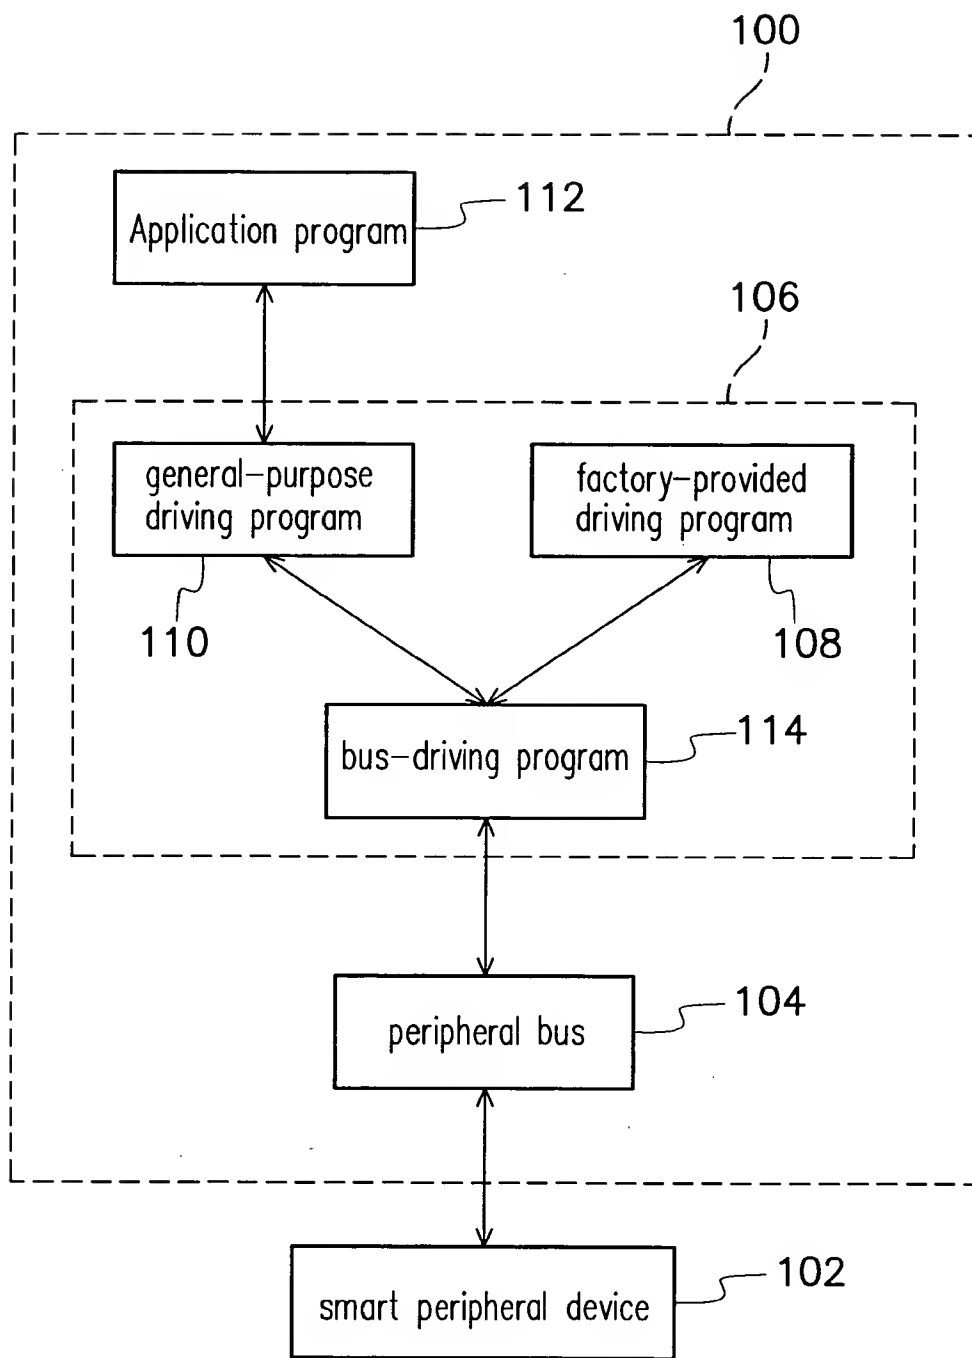 100
Application program
112
106
general-purpose
driving program
factory-provided
driving program
110
108
bus-driving program
114
peripheral bus
104
smart peripheral device
102